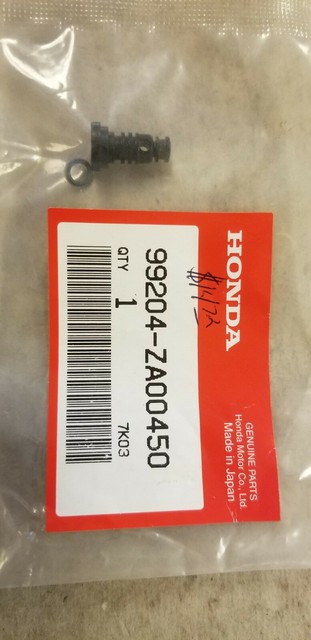 HONDA
GENUINE PARTS
Honda Motor Co., Ltd.
Made in Japan
99204-ZA00450
QTY 1
7K03